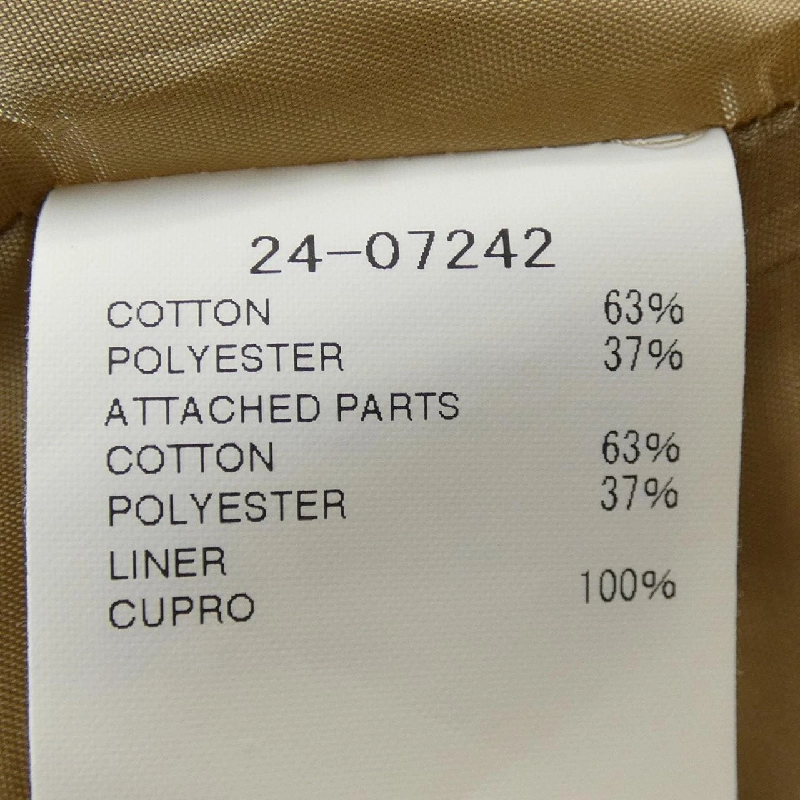 24-07242
COTTON 63%
POLYESTER 37%
ATTACHED PARTS
COTTON 63%
POLYESTER 37%
LINER
CUPRO 100%